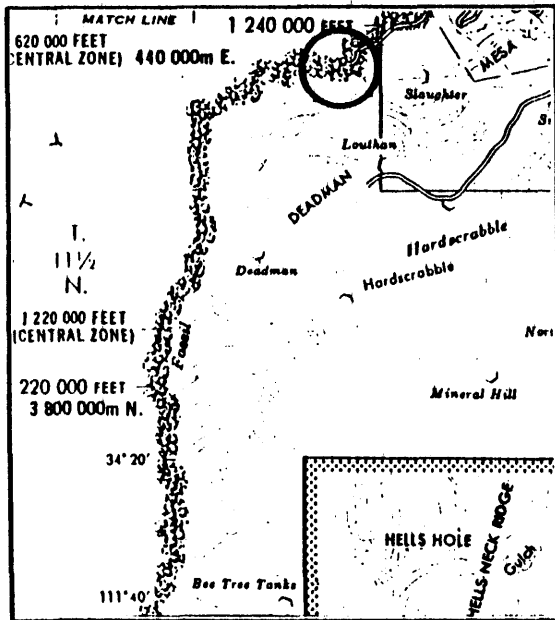 MATCH LINE
1 240 000 FEET
620 000 FEET
(CENTRAL ZONE) 440 000m E.
MESA
Slaughter
Louthan
DEADMAN
T.
11½
N.
Hardscrabble
Deadman
Hardscrabble
1 220 000 FEET
(CENTRAL ZONE)
Fossil
220 000 FEET
3 800 000m N.
Mineral Hill
34°20'
HELLS HOLE
HELLS NECK RIDGE
Gulch
111°40'
Bee Tree Tanks